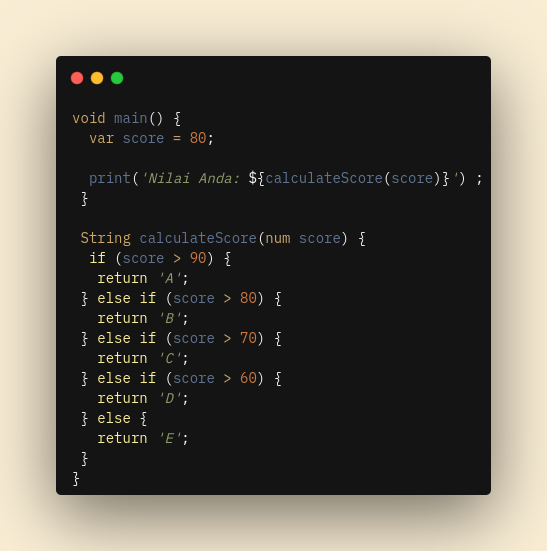 void main() {
  var score = 80;

  print('Nilai Anda: ${calculateScore(score)}') ;
 }

 String calculateScore(num score) {
  if (score > 90) {
   return 'A';
 } else if (score > 80) {
   return 'B';
 } else if (score > 70) {
   return 'C';
 } else if (score > 60) {
   return 'D';
 } else {
   return 'E';
 }
}